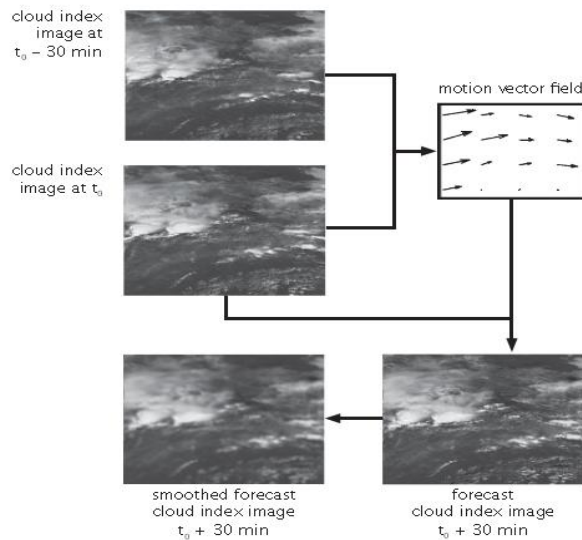 cloud index
image at
t₀ – 30 min
motion vector field
cloud index
image at t₀
smoothed forecast
cloud index image
t₀ + 30 min
forecast
cloud index image
t₀ + 30 min